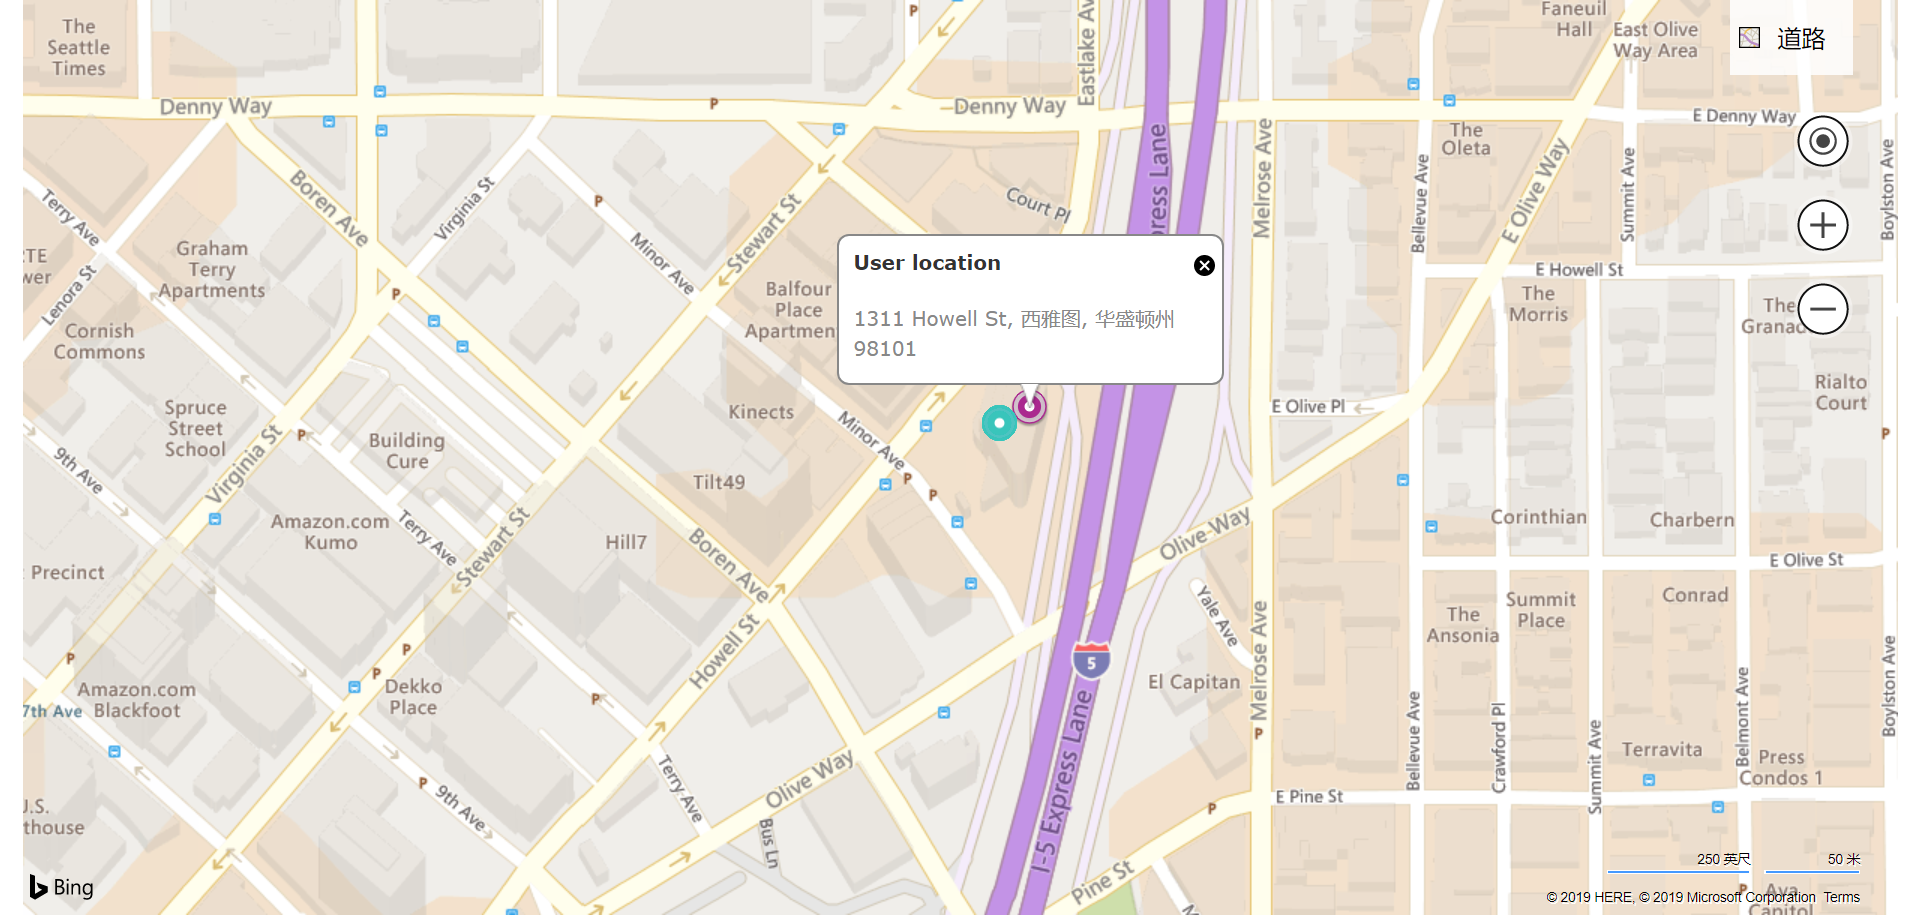 The
Seattle
Times
Denny Way
Denny Way
Eastlake Av
Faneuil
Hall
East Olive
Way Area
道路
E Denny Way
The
Oleta
Melrose Ave
Bellevue Ave
Summit Ave
Boylston Ave
E Olive Way
press Lane
Boren Ave
Virginia St
Terry Ave
Court Pl
Stewart St
Minor Ave
Graham
Terry
Apartments
Lenora St
Cornish
Commons
Balfour
Place
User location
1311 Howell St, 西雅图, 华盛顿州
98101
E Howell St
The
Morris
The
Rialto
Court
E Olive Pl
Spruce
Street
School
Building
Cure
Kinects
Minor Ave
Tilt49
9th Ave
Virginia St
Amazon.com
Kumo
Terry Ave
Stewart St
Hill7
Boren Ave
Olive Way
Corinthian
Charbern
E Olive St
Precinct
Yale Ave
The
Ansonia
Summit
Place
Conrad
Howell St
Melrose Ave
5
El Capitan
Amazon.com
Blackfoot
7th Ave
Dekko
Place
I-5 Express Lane
Bellevue Ave
Crawford Pl
Summit Ave
Belmont Ave
Boylston Ave
Terravita
Press
Condos 1
Terry Ave
Olive Way
9th Ave
Bus Ln
E Pine St
Pine St
U.S.
250 英尺
50 米
Bing
© 2019 HERE, © 2019 Microsoft Corporation Terms